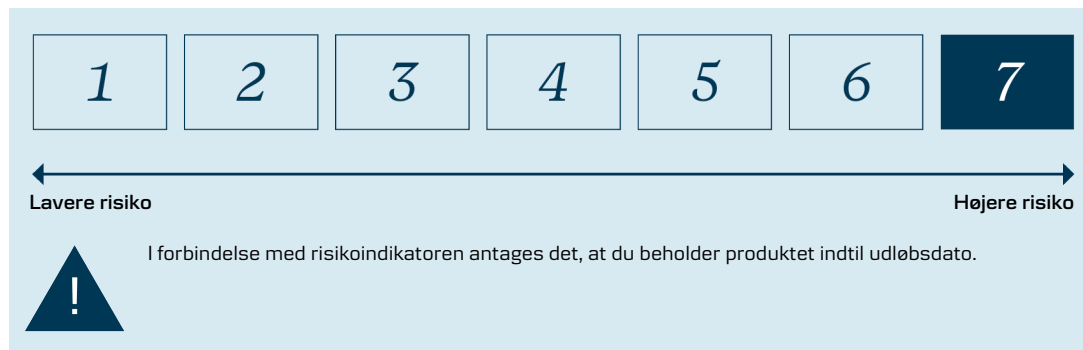 1 2 3 4 5 6 7
Lavere risiko Højere risiko
I forbindelse med risikoindikatoren antages det, at du beholder produktet indtil udløbsdato.
!